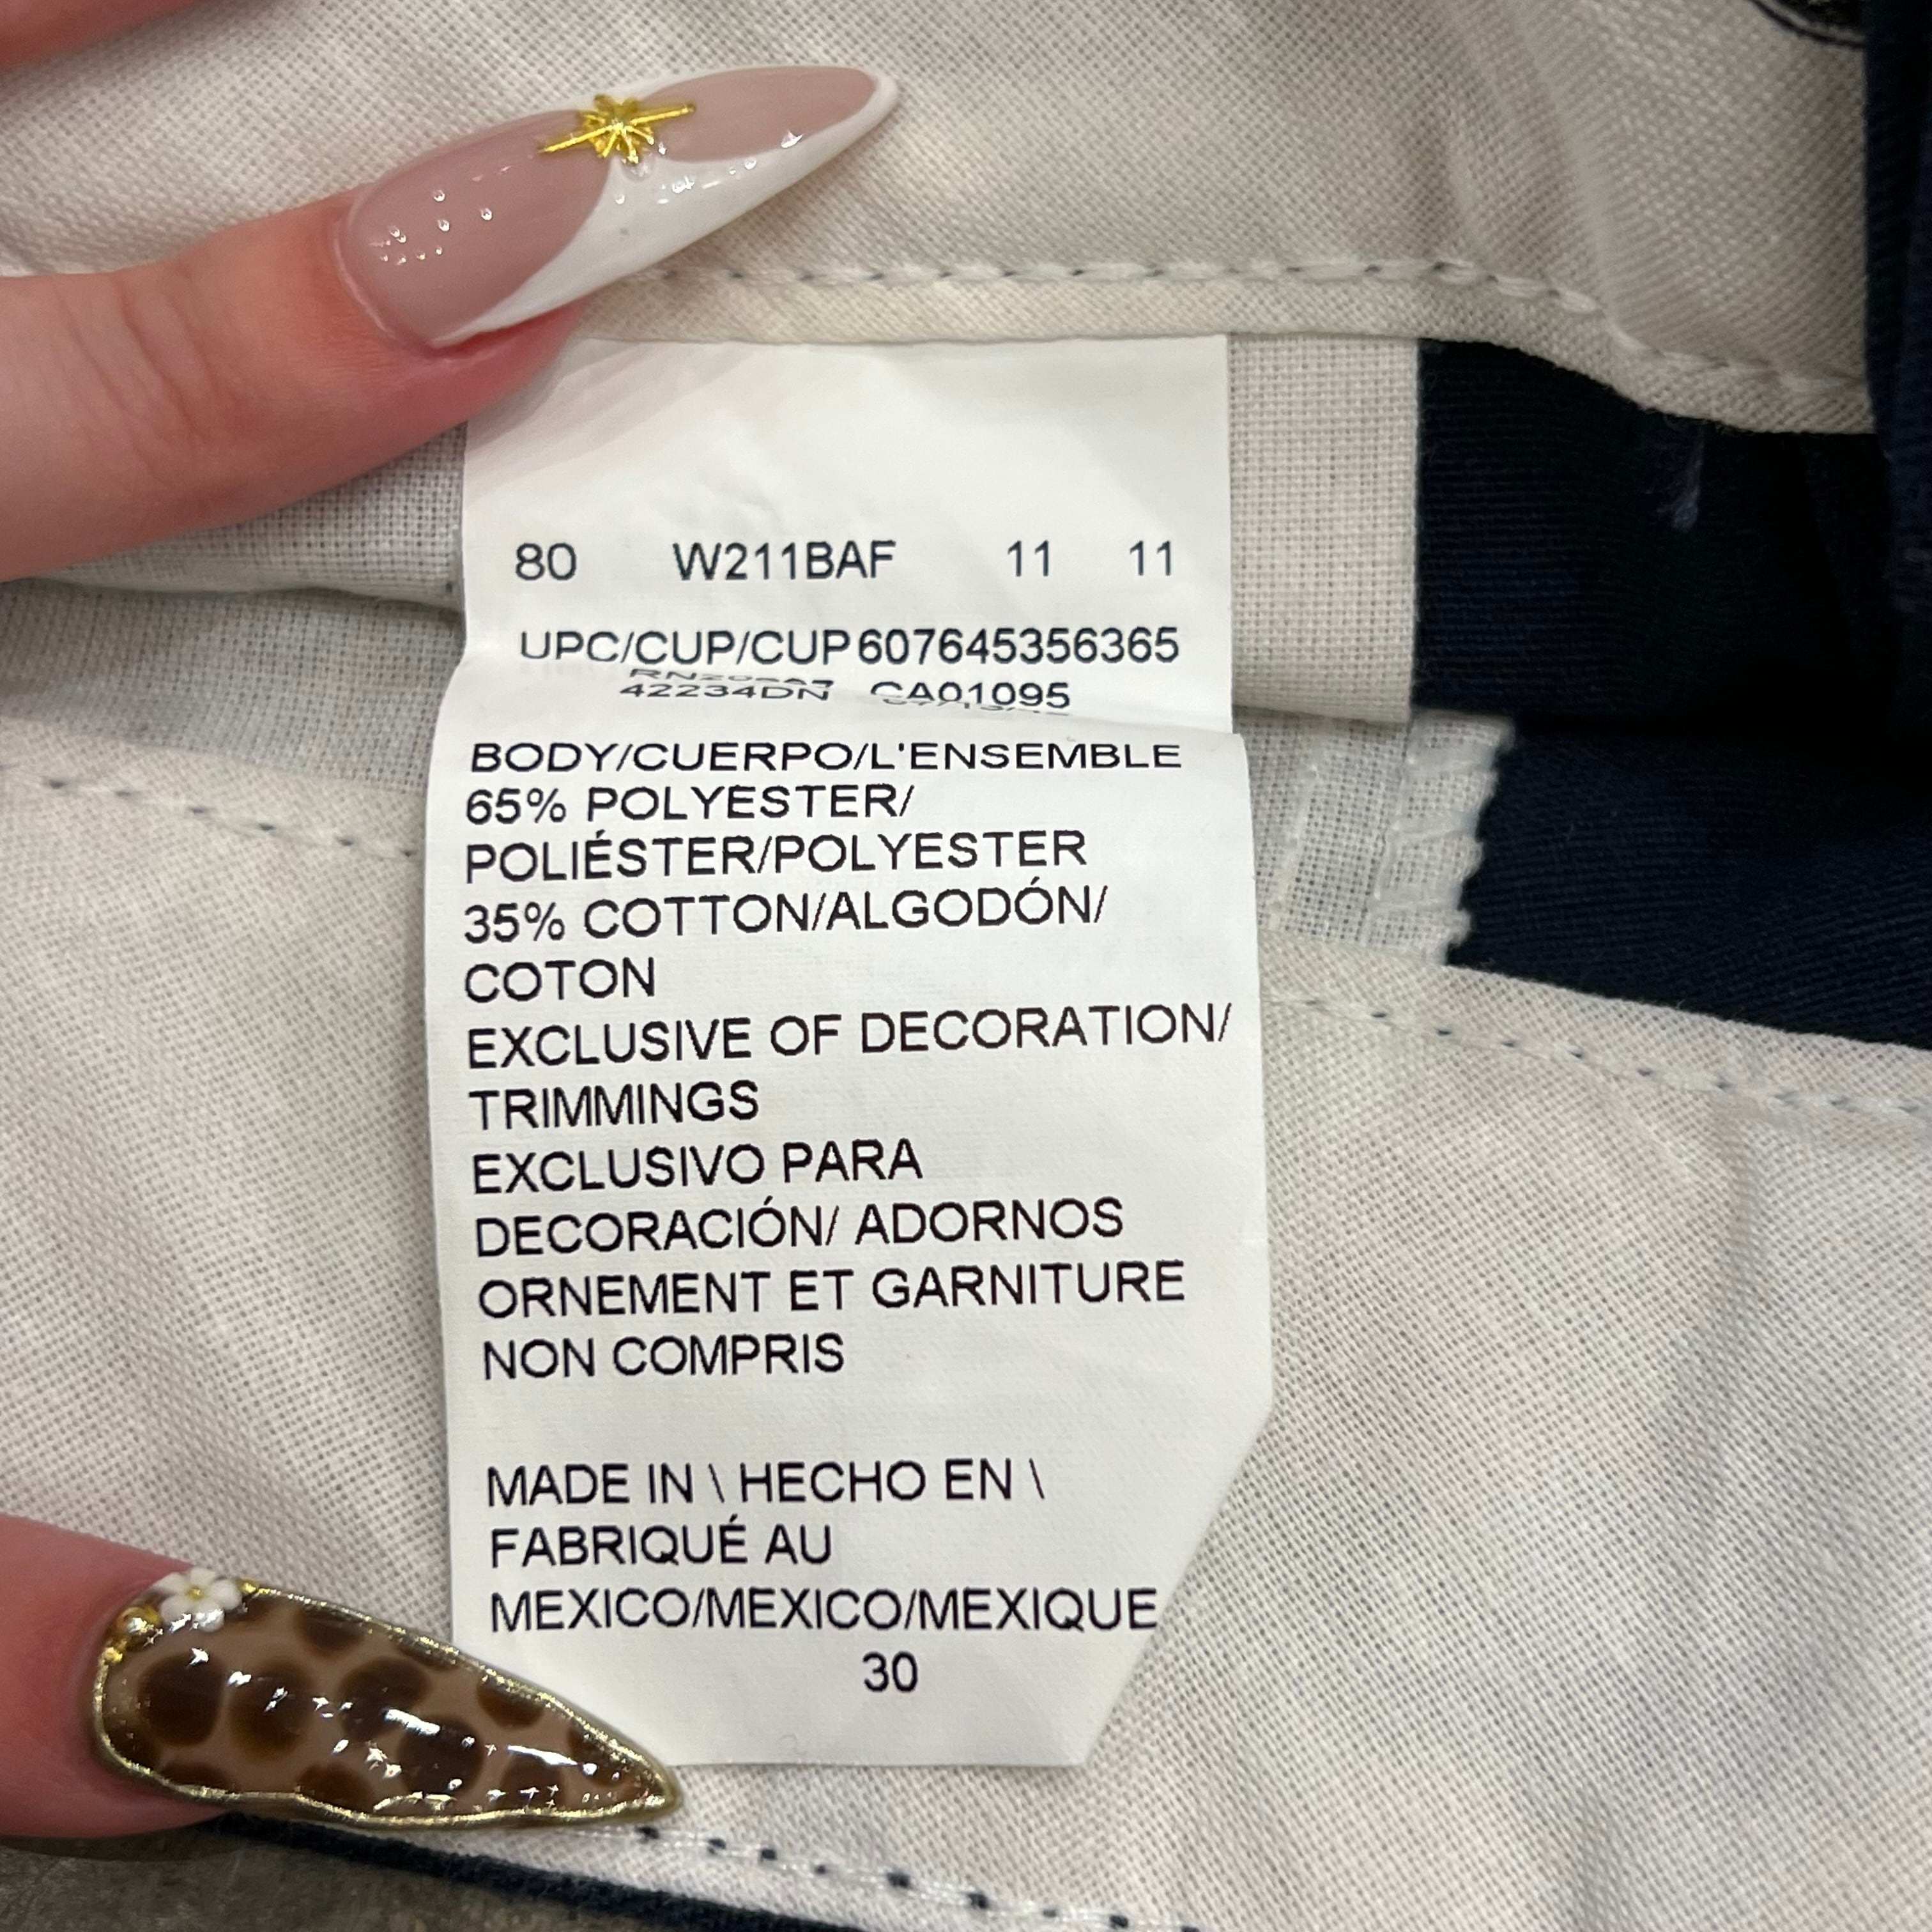 80 W211BAF 11 11
UPC/CUP/CUP 607645356365
42234DN CA01095
BODY/CUERPO/L'ENSEMBLE
65% POLYESTER/
POLIÉSTER/POLYESTER
35% COTTON/ALGODÓN/
COTON
EXCLUSIVE OF DECORATION/
TRIMMINGS
EXCLUSIVO PARA
DECORACIÓN/ ADORNOS
ORNEMENT ET GARNITURE
NON COMPRIS
MADE IN \ HECHO EN \
FABRIQUÉ AU
MEXICO/MEXICO/MEXIQUE
30